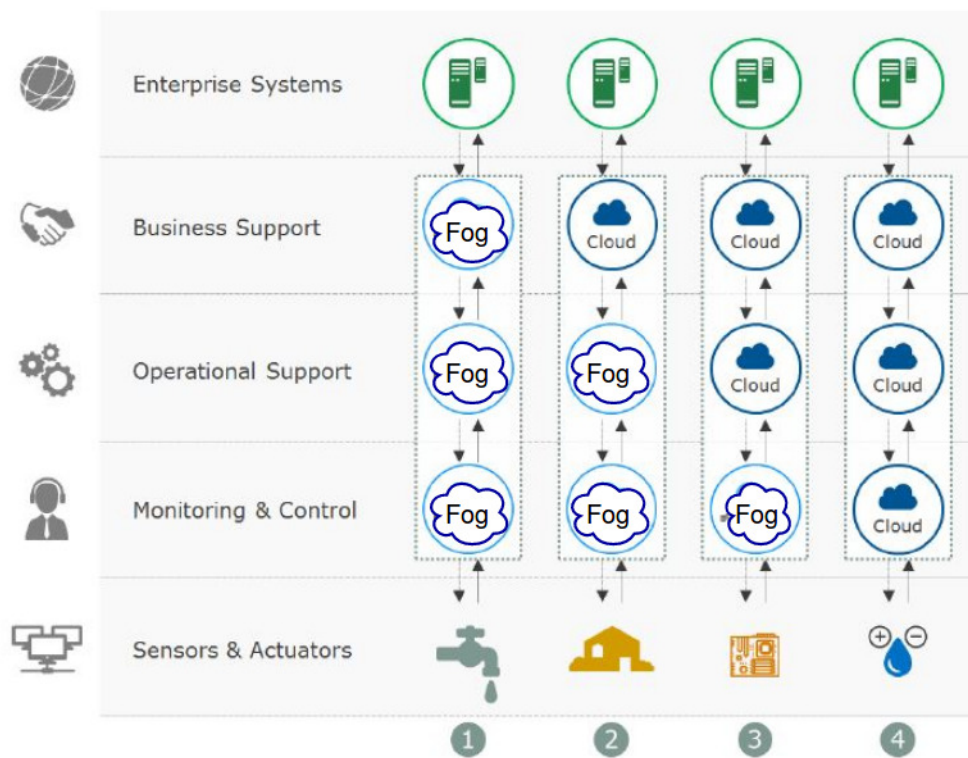 Enterprise Systems
Business Support
Fog
Cloud
Cloud
Cloud
Operational Support
Fog
Fog
Cloud
Cloud
Monitoring & Control
Fog
Fog
Fog
Cloud
Sensors & Actuators
+ −
1
2
3
4